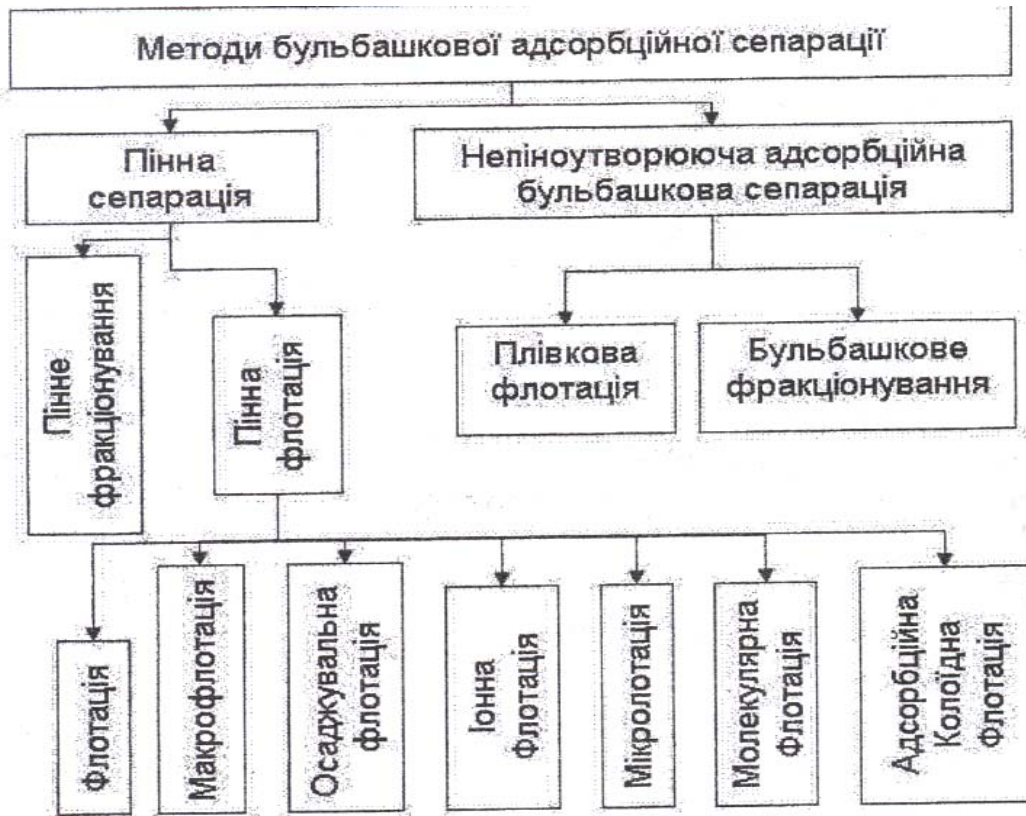 Методи бульбашкової адсорбційної сепарації
Пінна
сепарація
Непіноутворююча адсорбційна
бульбашкова сепарація
Пінне
фракціонування
Пінна
флотація
Плівкова
флотація
Бульбашкове
фракціонування
Флотація
Макрофлотація
Осаджувальна
флотація
Іонна
Флотація
Мікролотація
Молекулярна
Флотація
Адсорбційна
Колоїдна
Флотація